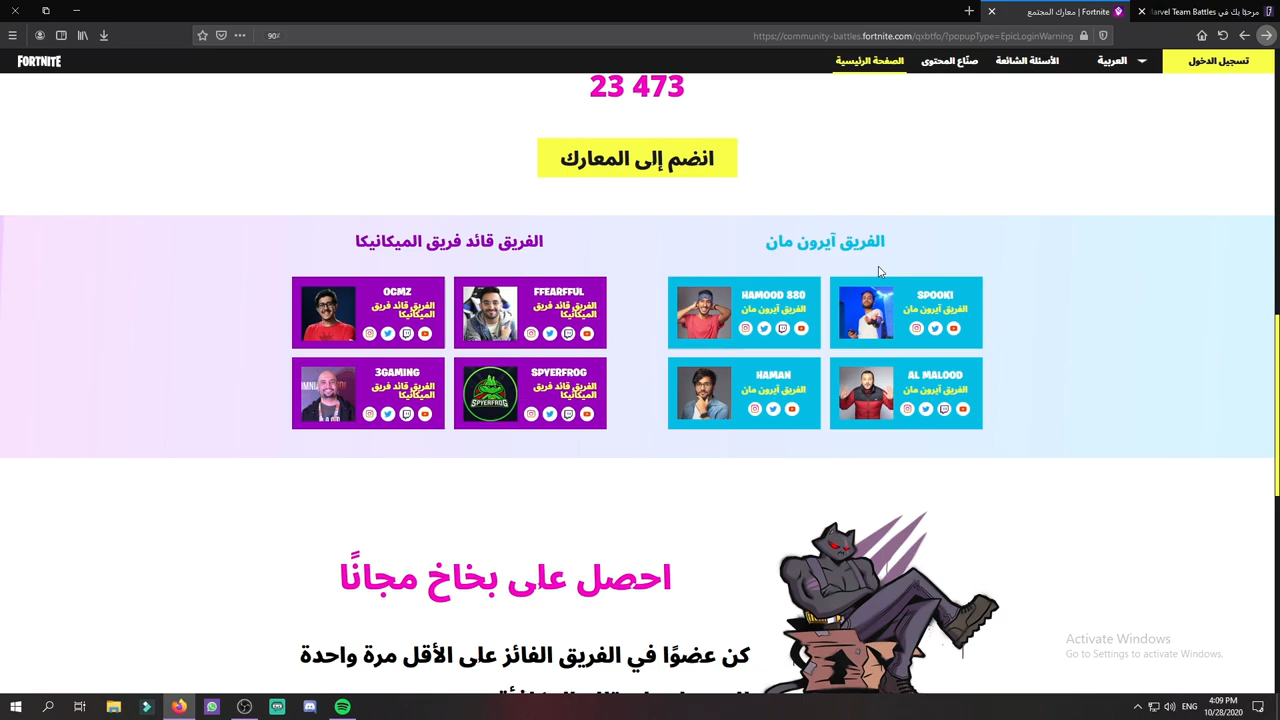 مرحبًا بك في Marvel Team Battles
Fortnite | معارك المجتمع
90%
https://community-battles.fortnite.com/qxbtfo/?popupType=EpicLoginWarning
FORTNITE
تسجيل الدخول
العربية
الأسئلة الشائعة
صنّاع المحتوى
الصفحة الرئيسية
23 473
انضم إلى المعارك
الفريق آيرون مان
الفريق قائد فريق الميكانيكا
SPOOKI
الفريق آيرون مان
HAMOOD 880
الفريق آيرون مان
FFEARFFUL
الفريق قائد فريق
الميكانيكا
OCMZ
الفريق قائد فريق
الميكانيكا
AL MALOOD
الفريق آيرون مان
HAMAN
الفريق آيرون مان
SPYERFROG
الفريق قائد فريق
الميكانيكا
SPYERFROG
3GAMING
الفريق قائد فريق
الميكانيكا
احصل على بخاخ مجانًا
كن عضوًا في الفريق الفائز على الأقل مرة واحدة
Activate Windows
Go to Settings to activate Windows.
ENG
4:09 PM
10/28/2020